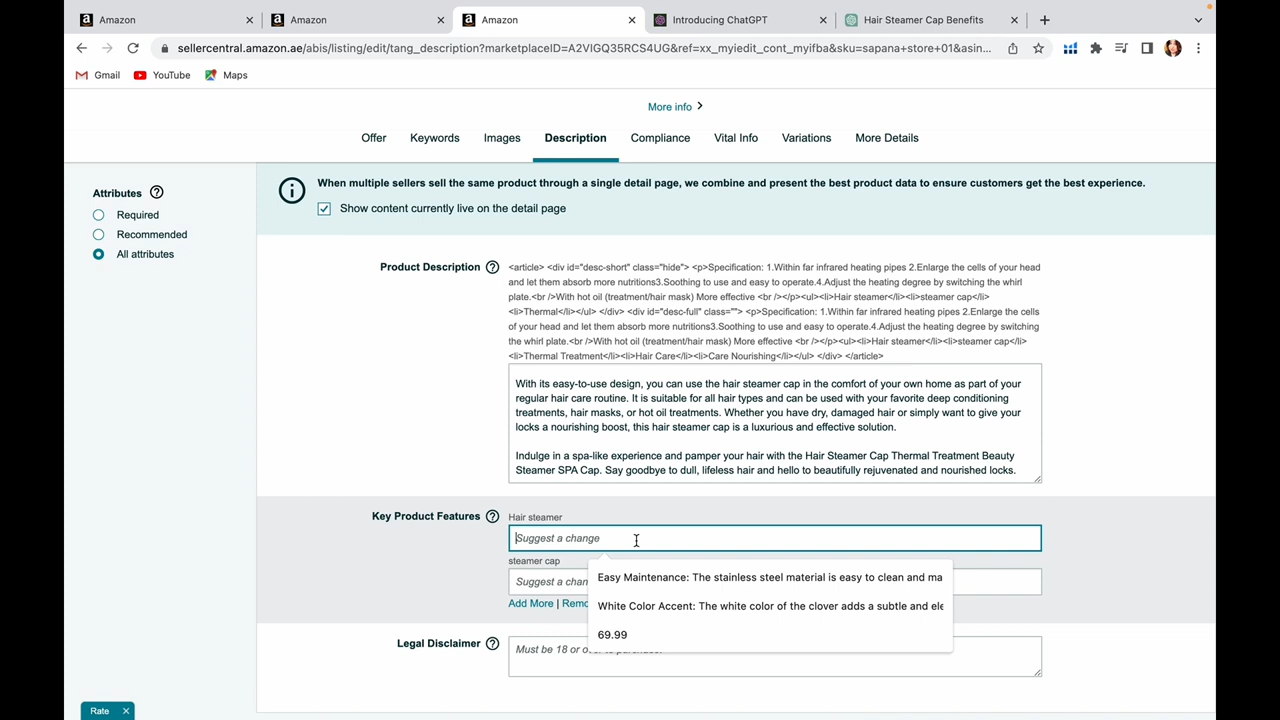 Amazon
Amazon
Amazon
Introducing ChatGPT
Hair Steamer Cap Benefits
sellercentral.amazon.ae/abis/listing/edit/tang_description?marketplaceID=A2VIGQ35RCS4UG&ref=xx_myiedit_cont_myifba&sku=sapana+store+01&asin...
Gmail
YouTube
Maps
More info
Offer
Keywords
Images
Description
Compliance
Vital Info
Variations
More Details
Attributes
Required
Recommended
All attributes
When multiple sellers sell the same product through a single detail page, we combine and present the best product data to ensure customers get the best experience.
Show content currently live on the detail page
Product Description
<article> <div id="desc-short" class="hide"> <p>Specification: 1.Within far infrared heating pipes 2.Enlarge the cells of your head
and let them absorb more nutritions3.Soothing to use and easy to operate.4.Adjust the heating degree by switching the whirl
plate.<br />With hot oil (treatment/hair mask) More effective <br /></p><ul><li>Hair steamer</li><li>steamer cap</li>
<li>Thermal</li></ul> </div> <div id="desc-full" class=""> <p>Specification: 1.Within far infrared heating pipes 2.Enlarge the cells
of your head and let them absorb more nutritions3.Soothing to use and easy to operate.4.Adjust the heating degree by switching
the whirl plate.<br />With hot oil (treatment/hair mask) More effective <br /></p><ul><li>Hair steamer</li><li>steamer cap</li>
<li>Thermal Treatment</li><li>Hair Care</li><li>Care Nourishing</li></ul> </div> </article>
With its easy-to-use design, you can use the hair steamer cap in the comfort of your own home as part of your
regular hair care routine. It is suitable for all hair types and can be used with your favorite deep conditioning
treatments, hair masks, or hot oil treatments. Whether you have dry, damaged hair or simply want to give your
locks a nourishing boost, this hair steamer cap is a luxurious and effective solution.
Indulge in a spa-like experience and pamper your hair with the Hair Steamer Cap Thermal Treatment Beauty
Steamer SPA Cap. Say goodbye to dull, lifeless hair and hello to beautifully rejuvenated and nourished locks.
Key Product Features
Hair steamer
Suggest a change
steamer cap
Suggest a chan
Add More | Remo
Easy Maintenance: The stainless steel material is easy to clean and ma
White Color Accent: The white color of the clover adds a subtle and ele
69.99
Legal Disclaimer
Must be 18 or
Rate